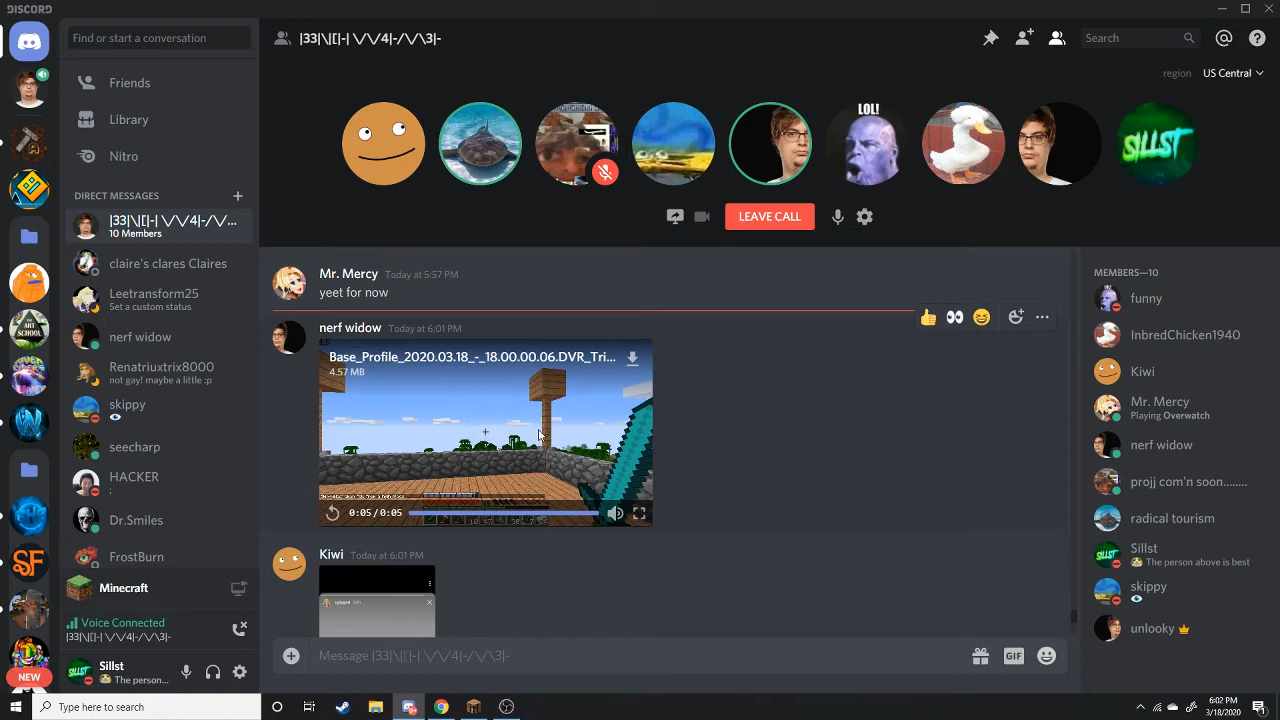 DISCORD
Find or start a conversation
|33|\|[|-| \/\/4|-/\/\3|-
Search
region
US Central
Friends
Library
Nitro
DIRECT MESSAGES
|33|\|[|-| \/\/4|-/\/...
10 Members
claire's clares Claires
Leetransform25
Set a custom status
nerf widow
Renatriuxtrix8000
not gay! maybe a little :p
skippy
seecharp
HACKER
;
Dr.Smiles
FrostBurn
Minecraft
Voice Connected
|33|\|[|-| \/\/4|-/\/\3|-
Sillst
The person...
NEW
LOL!
SILLST
LEAVE CALL
Mr. Mercy Today at 5:57 PM
yeet for now
nerf widow Today at 6:01 PM
Base_Profile_2020.03.18_-_18.00.00.06.DVR_Tri...
4.57 MB
0:05 / 0:05
Kiwi Today at 6:01 PM
Message |33|\|[|-| \/\/4|-/\/\3|-
GIF
MEMBERS—10
funny
InbredChicken1940
Kiwi
Mr. Mercy
Playing Overwatch
nerf widow
projj com'n soon........
radical tourism
Sillst
The person above is best
skippy
unlooky
Type here to search
6:02 PM
3/18/2020